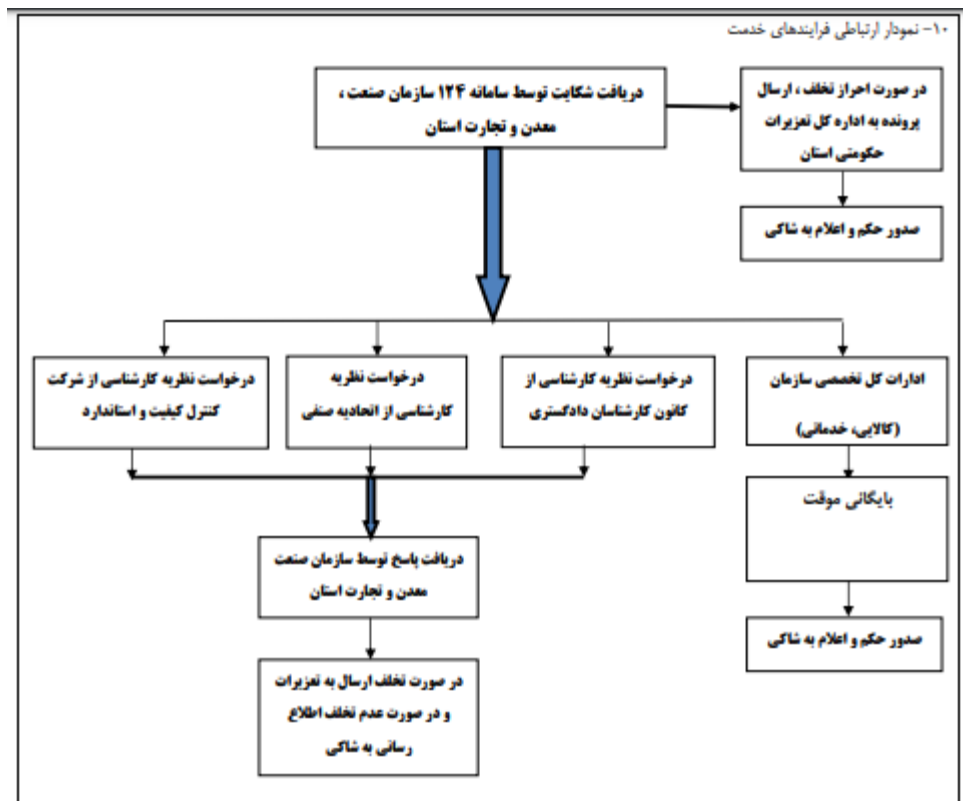 ۱۰- نمودار ارتباطی فرایندهای خدمت
دریافت شکایت توسط سامانه ۱۲۴ سازمان صنعت ،
معدن و تجارت استان
در صورت احراز تخلف ، ارسال
پرونده به اداره کل تعزیرات
حکومتی استان
صدور حکم و اعلام به شاکی
ادارات کل تخصصی سازمان
(کالایی، خدماتی)
درخواست نظریه کارشناسی از
کانون کارشناسان دادگستری
درخواست نظریه
کارشناسی از اتحادیه صنفی
درخواست نظریه کارشناسی از شرکت
کنترل کیفیت و استاندارد
بایگانی موقت
صدور حکم و اعلام به شاکی
دریافت پاسخ توسط سازمان صنعت
معدن و تجارت استان
در صورت تخلف ارسال به تعزیرات
و در صورت عدم تخلف اطلاع
رسانی به شاکی